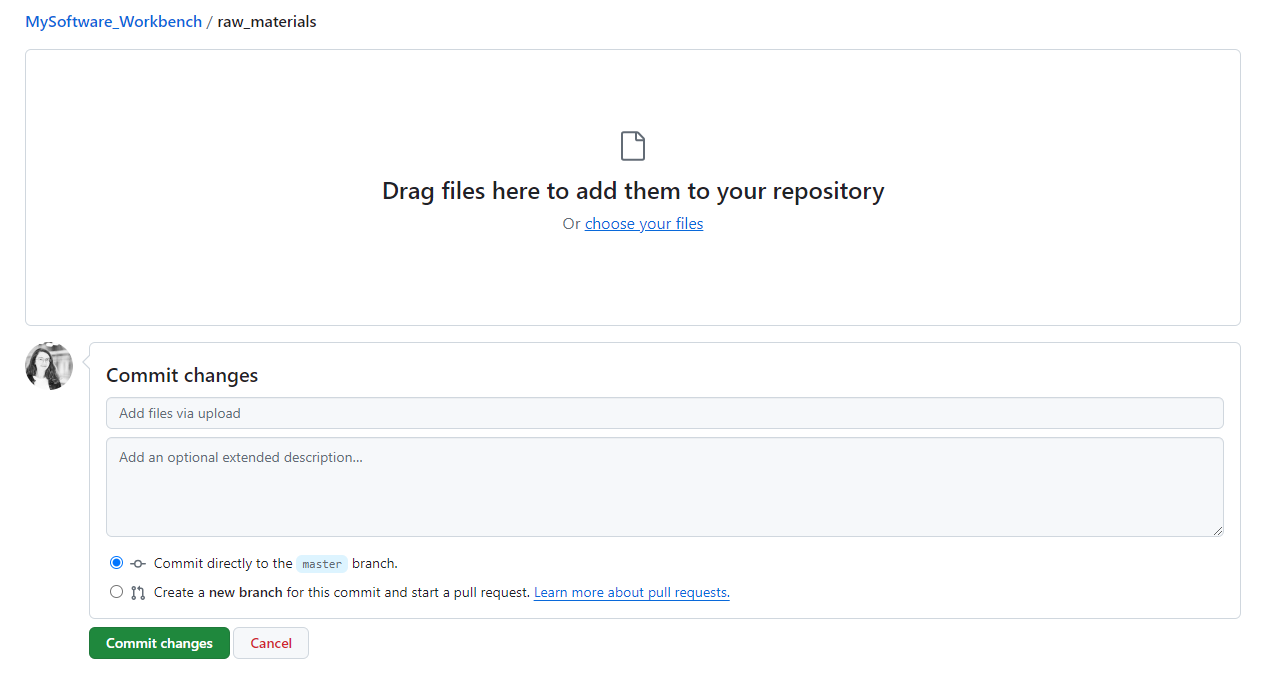 MySoftware_Workbench / raw_materials
Drag files here to add them to your repository
Or choose your files
Commit changes
Add files via upload
Add an optional extended description...
Commit directly to the master branch.
Create a new branch for this commit and start a pull request. Learn more about pull requests.
Commit changes Cancel